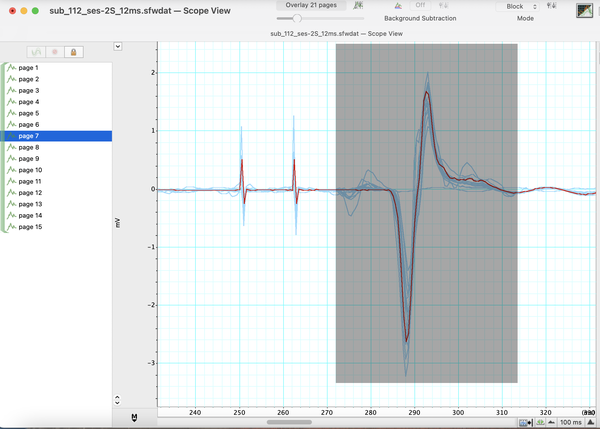 sub_112_ses-2S_12ms.sfwdat — Scope View
Overlay 21 pages
Off
Block
Background Subtraction
Mode
sub_112_ses-2S_12ms.sfwdat — Scope View
page 1
page 2
page 3
page 4
page 5
page 6
page 7
page 8
page 9
page 10
page 11
page 12
page 13
page 14
page 15
2
1
0
mV
-1
-2
-3
M
240
250
260
270
280
290
300
310
320
100 ms